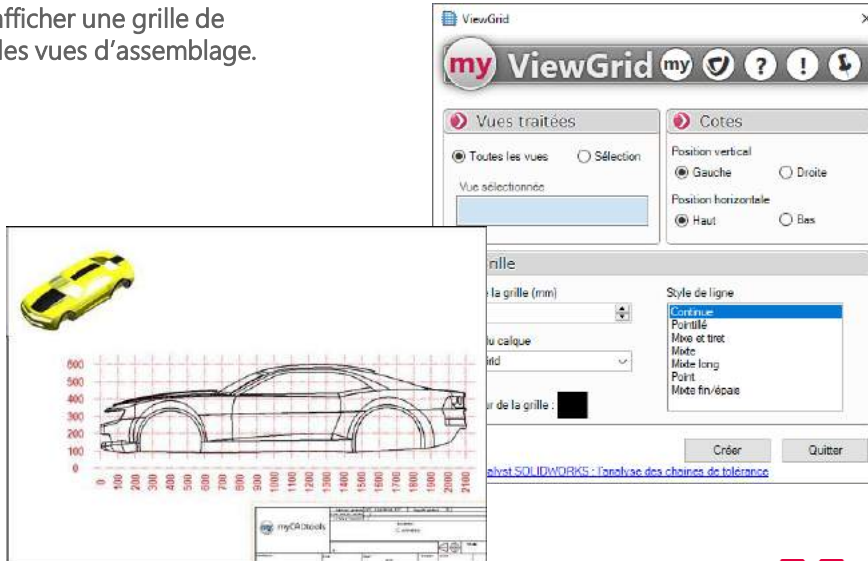 afficher une grille de
les vues d'assemblage.
ViewGrid
my ViewGrid my ? !
Vues traitées
Toutes les vues
Sélection
Vue sélectionnée
Cotes
Position vertical
Gauche
Droite
Position horizontale
Haut
Bas
rille
la grille (mm)
u calque
rid
ur de la grille :
Style de ligne
Continue
Pointillé
Mixe et tiret
Mixte
Mixte long
Point
Mixte fin/épais
Créer
Quitter
alyst SOLIDWORKS : l'analyse des chaines de tolérance
600
500
400
300
200
100
0
0 100 200 300 400 500 600 700 800 900 1000 1100 1200 1300 1400 1500 1600 1700 1800 1900 2000 2100
my myCADtools